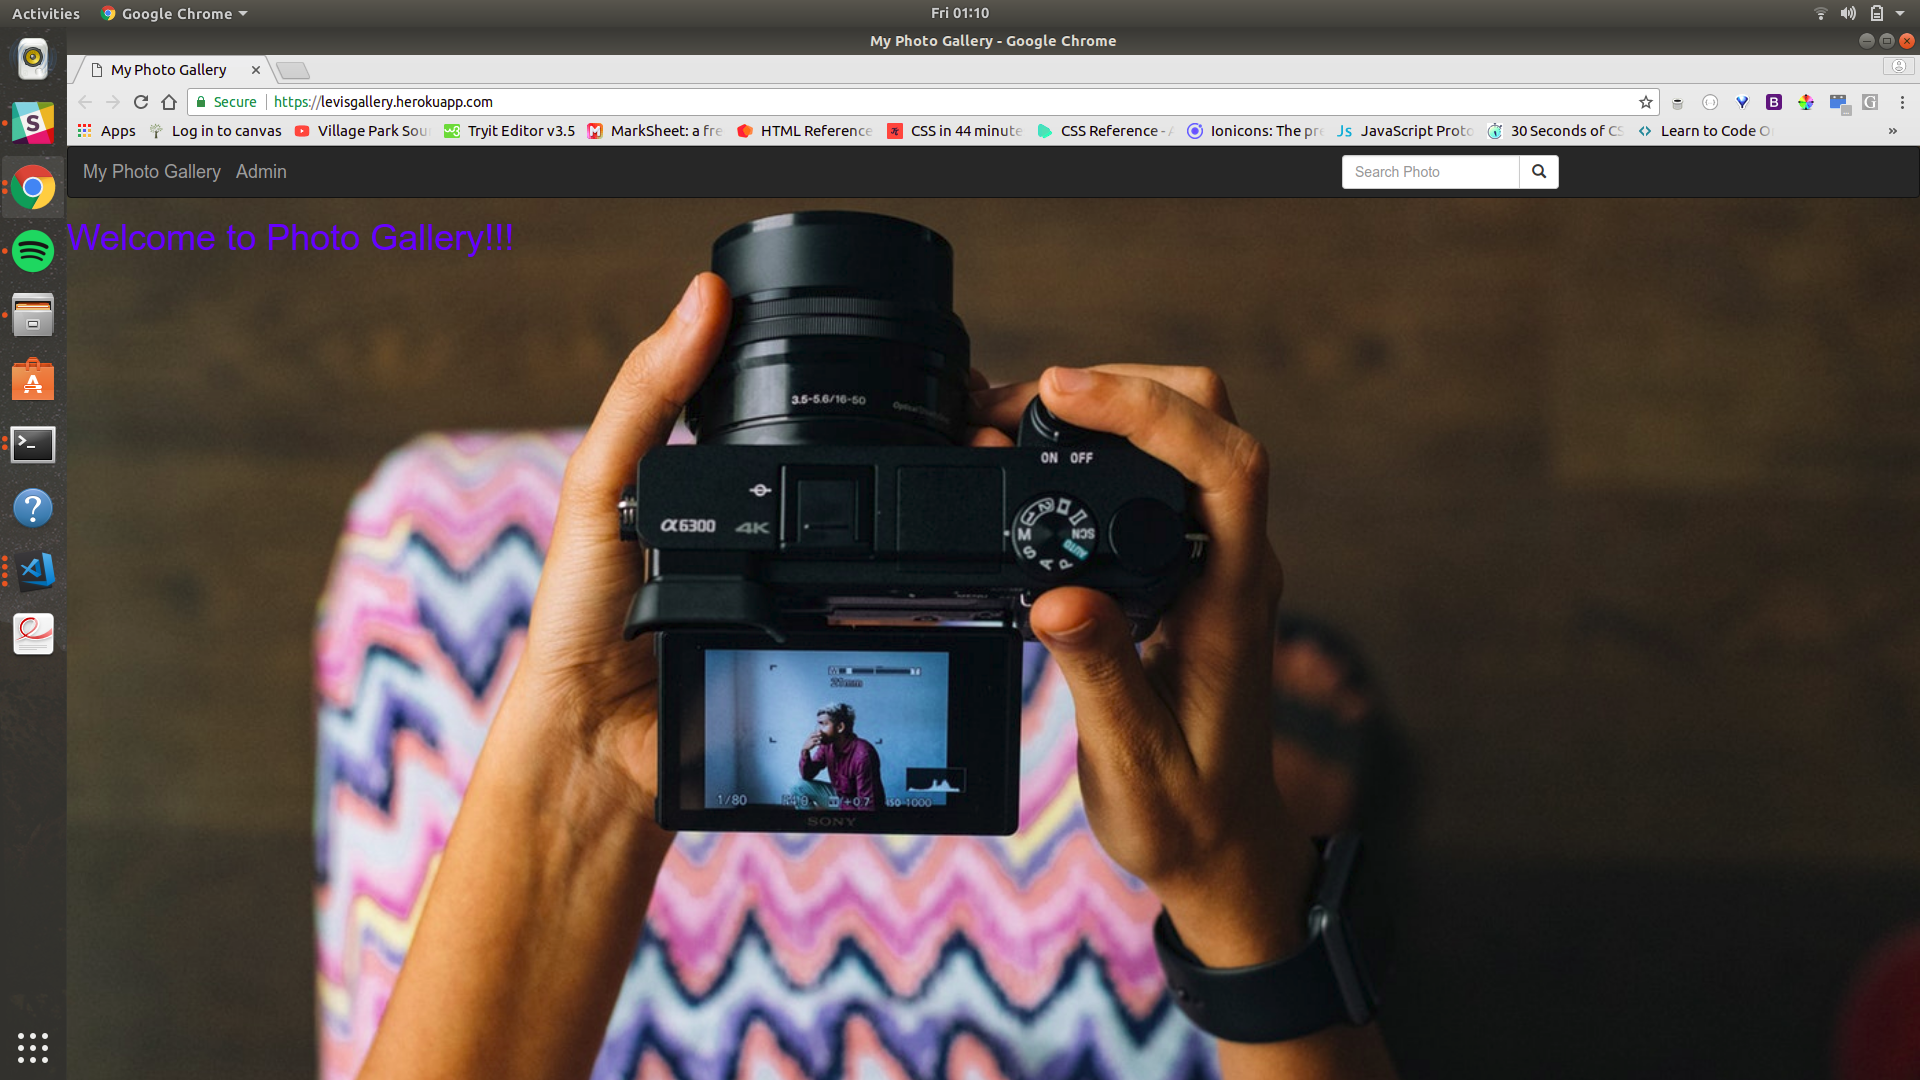 Activities Google Chrome Fri 01:10
My Photo Gallery - Google Chrome
My Photo Gallery
Secure https://levisgallery.herokuapp.com
Apps Log in to canvas Village Park Sou Tryit Editor v3.5 MarkSheet: a fre HTML Reference CSS in 44 minute CSS Reference - A Ionicons: The pre JavaScript Proto 30 Seconds of CS Learn to Code O »
My Photo Gallery Admin Search Photo
Welcome to Photo Gallery!!!
3.5-5.6/16-50
ON OFF
α6300 4K
1 2 M SCN S AUTO A P
1/80 +0.7 ISO 1000
SONY